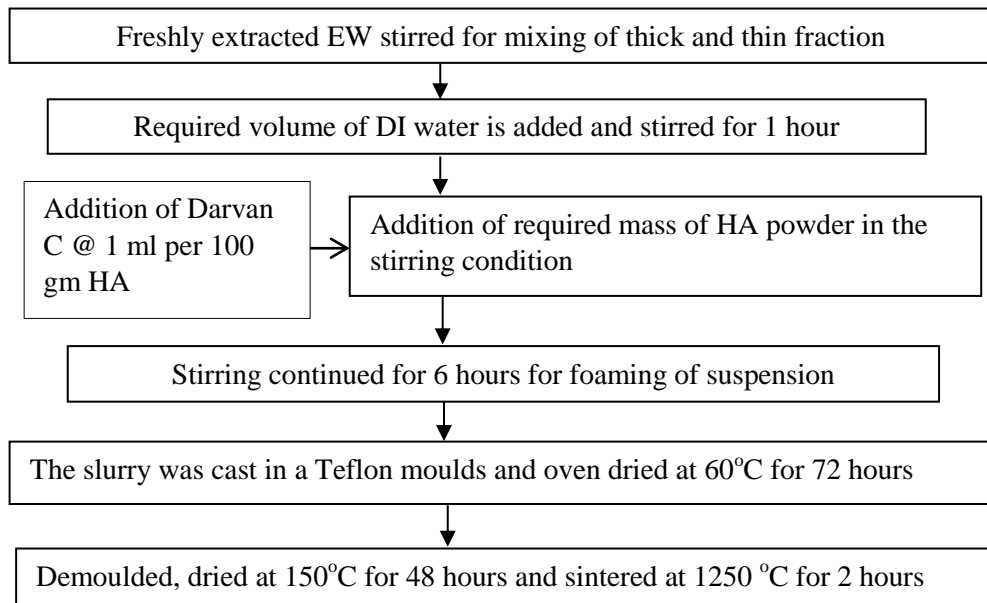 Freshly extracted EW stirred for mixing of thick and thin fraction
Required volume of DI water is added and stirred for 1 hour
Addition of Darvan
C @ 1 ml per 100
gm HA
Addition of required mass of HA powder in the
stirring condition
Stirring continued for 6 hours for foaming of suspension
The slurry was cast in a Teflon moulds and oven dried at 60°C for 72 hours
Demoulded, dried at 150°C for 48 hours and sintered at 1250 °C for 2 hours